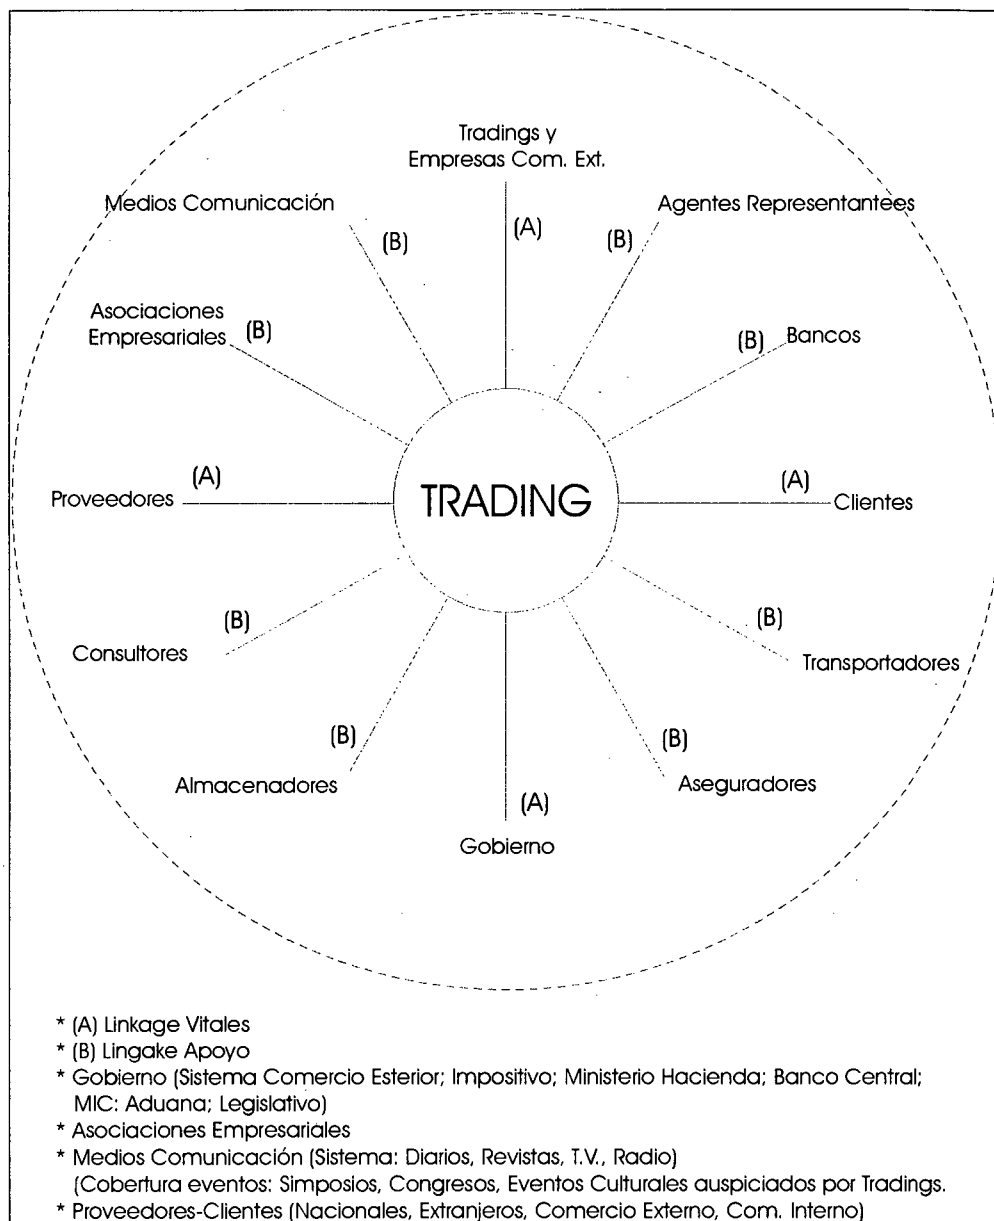 Tradings y
Empresas Com. Ext.
Medios Comunicación
Agentes Representantees
(B)
(A)
(B)
Asociaciones
Empresariales
(B)
(B)
Bancos
Proveedores
(A)
TRADING
(A)
Clientes
Consultores
(B)
(B)
Transportadores
Almacenadores
(B)
(A)
(B)
Aseguradores
Gobierno
* (A) Linkage Vitales
* (B) Lingake Apoyo
* Gobierno (Sistema Comercio Esterior; Impositivo; Ministerio Hacienda; Banco Central;
MIC: Aduana; Legislativo)
* Asociaciones Empresariales
* Medios Comunicación (Sistema: Diarios, Revistas, T.V., Radio)
(Cobertura eventos: Simposios, Congresos, Eventos Culturales auspiciados por Tradings.
* Proveedores-Clientes (Nacionales, Extranjeros, Comercio Externo, Com. Interno)